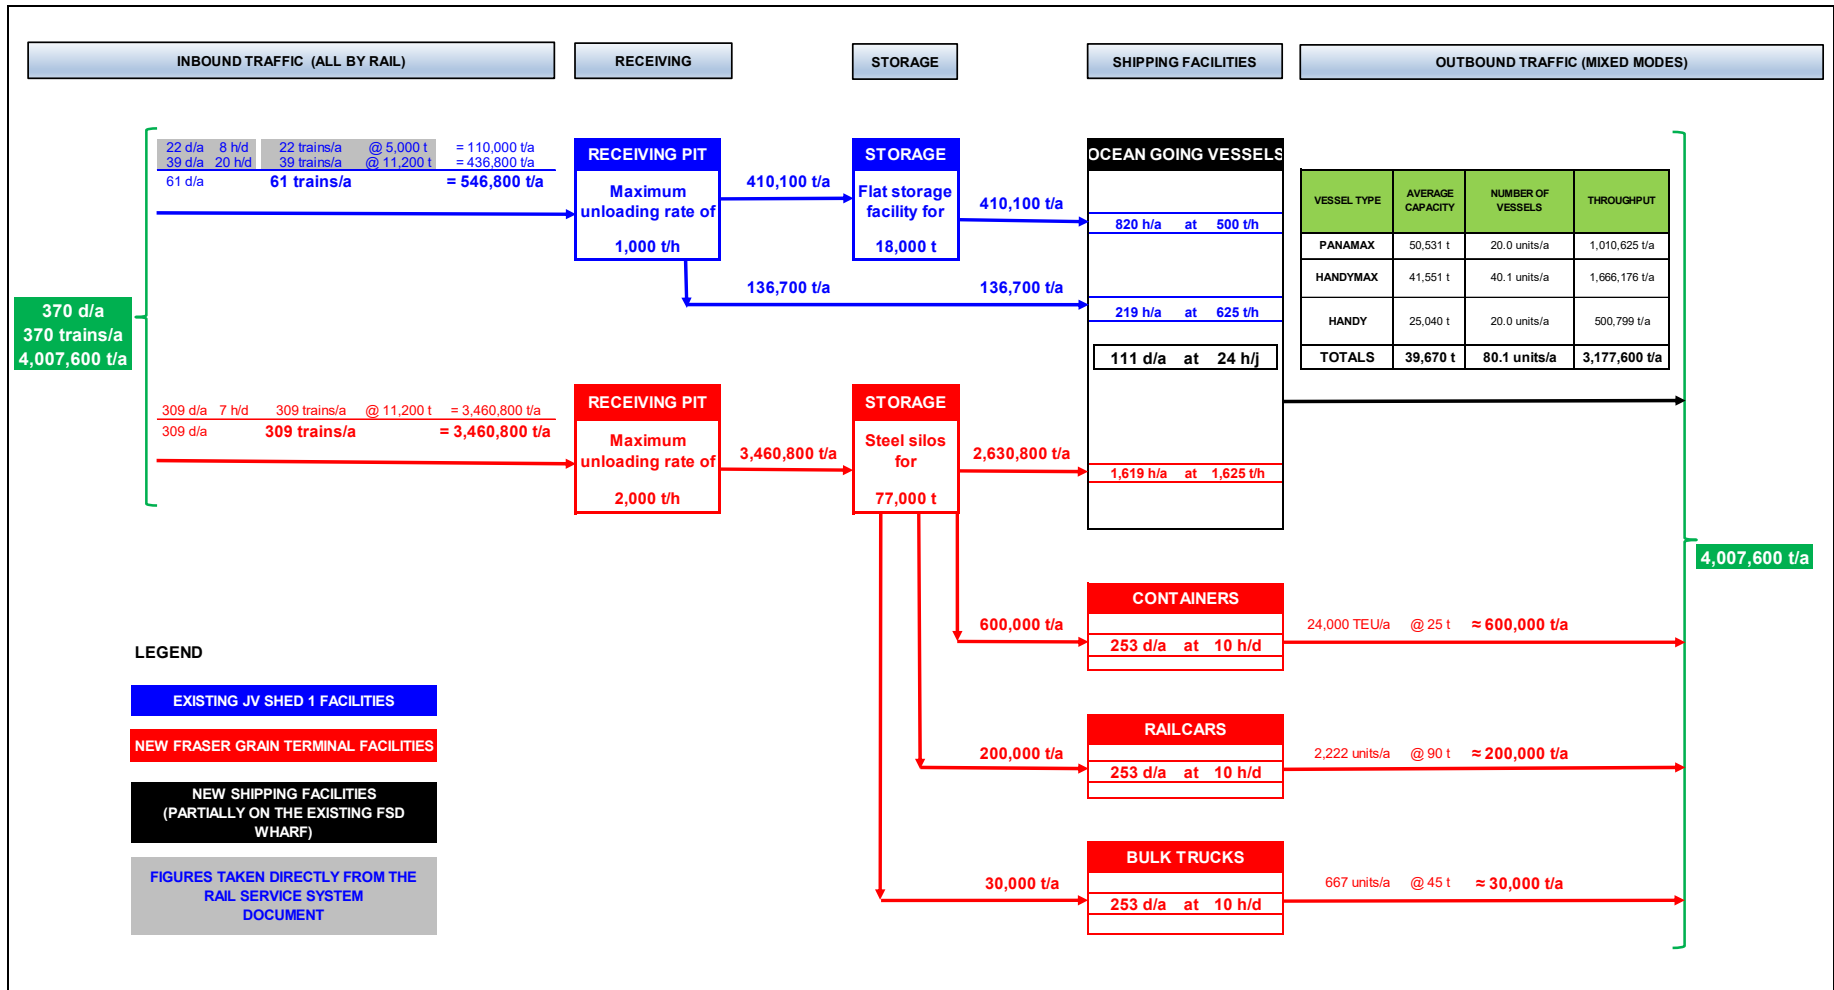 INBOUND TRAFFIC (ALL BY RAIL)
RECEIVING
STORAGE
SHIPPING FACILITIES
OUTBOUND TRAFFIC (MIXED MODES)
22 d/a 8 h/d 22 trains/a @ 5,000 t = 110,000 t/a
39 d/a 20 h/d 39 trains/a @ 11,200 t = 436,800 t/a
61 d/a 61 trains/a = 546,800 t/a
RECEIVING PIT
Maximum
unloading rate of
1,000 t/h
410,100 t/a
STORAGE
Flat storage
facility for
18,000 t
410,100 t/a
136,700 t/a
136,700 t/a
OCEAN GOING VESSELS
820 h/a at 500 t/h
219 h/a at 625 t/h
111 d/a at 24 h/j
1,619 h/a at 1,625 t/h
VESSEL TYPE AVERAGE CAPACITY NUMBER OF VESSELS THROUGHPUT
PANAMAX 50,531 t 20.0 units/a 1,010,625 t/a
HANDYMAX 41,551 t 40.1 units/a 1,666,176 t/a
HANDY 25,040 t 20.0 units/a 500,799 t/a
TOTALS 39,670 t 80.1 units/a 3,177,600 t/a
370 d/a
370 trains/a
4,007,600 t/a
309 d/a 7 h/d 309 trains/a @ 11,200 t = 3,460,800 t/a
309 d/a 309 trains/a = 3,460,800 t/a
RECEIVING PIT
Maximum
unloading rate of
2,000 t/h
3,460,800 t/a
STORAGE
Steel silos
for
77,000 t
2,630,800 t/a
4,007,600 t/a
600,000 t/a
CONTAINERS
253 d/a at 10 h/d
24,000 TEU/a @ 25 t ≈ 600,000 t/a
200,000 t/a
RAILCARS
253 d/a at 10 h/d
2,222 units/a @ 90 t ≈ 200,000 t/a
30,000 t/a
BULK TRUCKS
253 d/a at 10 h/d
667 units/a @ 45 t ≈ 30,000 t/a
LEGEND
EXISTING JV SHED 1 FACILITIES
NEW FRASER GRAIN TERMINAL FACILITIES
NEW SHIPPING FACILITIES
(PARTIALLY ON THE EXISTING FSD
WHARF)
FIGURES TAKEN DIRECTLY FROM THE
RAIL SERVICE SYSTEM
DOCUMENT